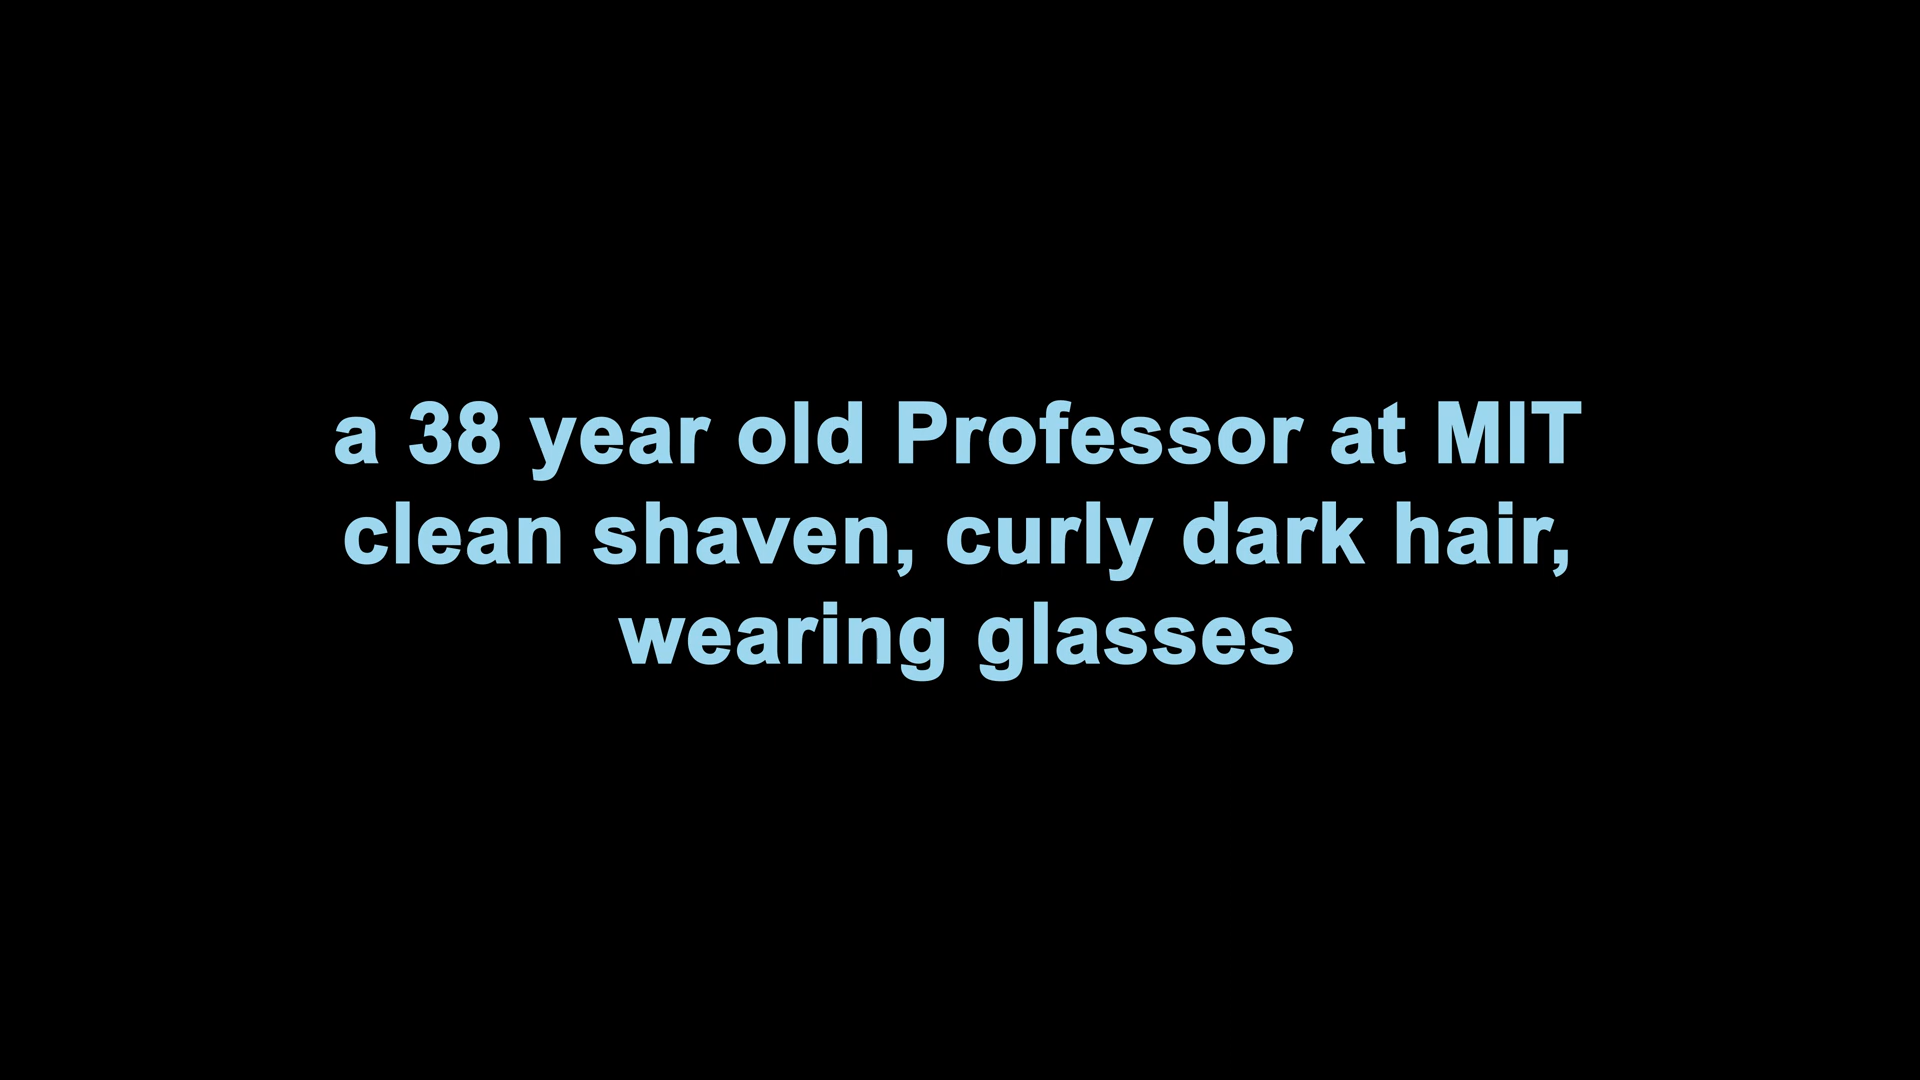 a 38 year old Professor at MIT
clean shaven, curly dark hair,
wearing glasses